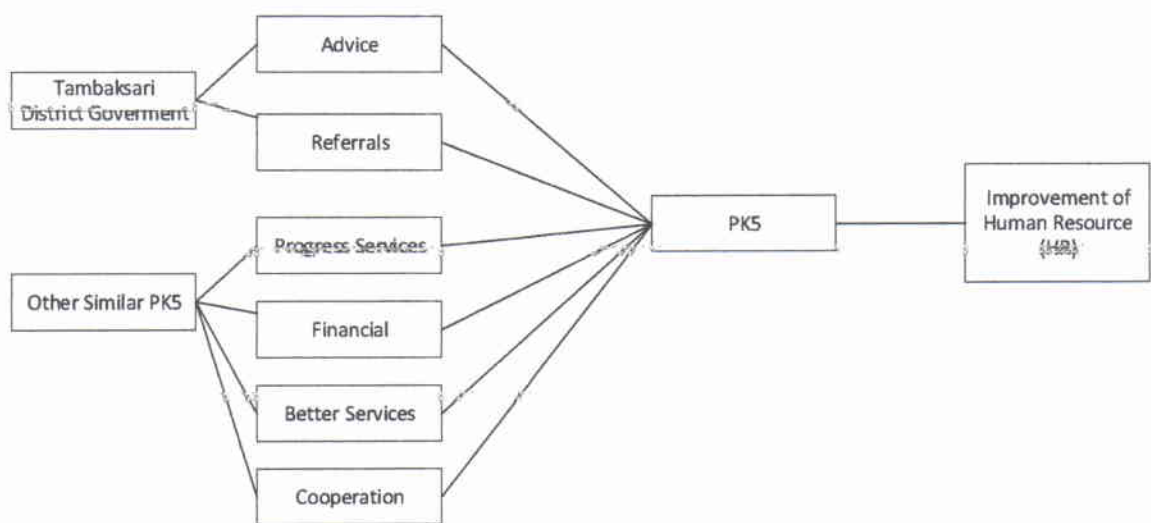 Advice
Tambaksari
District Goverment
Referrals
Progress Services
PK5
Improvement of
Human Resource
(HR)
Other Similar PK5
Financial
Better Services
Cooperation